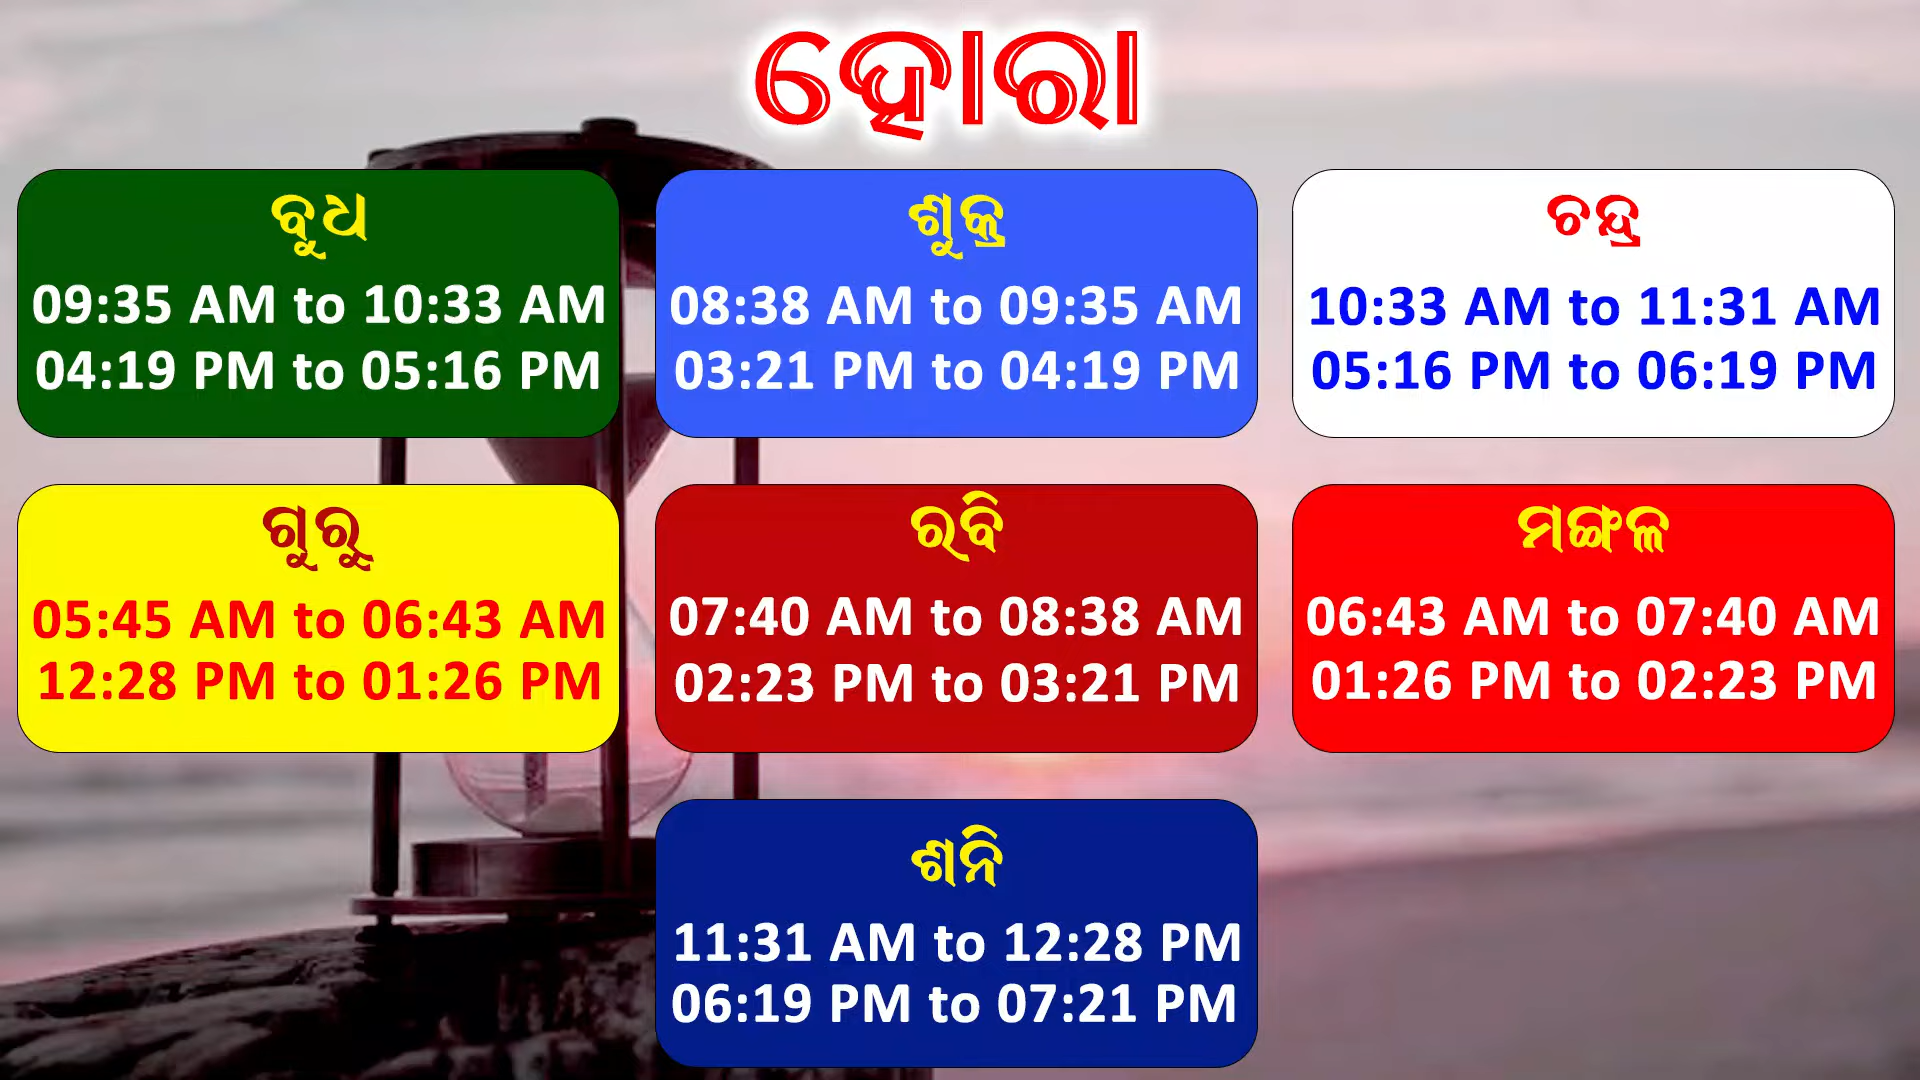 ହୋରା
ବୁଧ
09:35 AM to 10:33 AM
04:19 PM to 05:16 PM
ଶୁକ୍ର
08:38 AM to 09:35 AM
03:21 PM to 04:19 PM
ଚନ୍ଦ୍ର
10:33 AM to 11:31 AM
05:16 PM to 06:19 PM
ଗୁରୁ
05:45 AM to 06:43 AM
12:28 PM to 01:26 PM
ରବି
07:40 AM to 08:38 AM
02:23 PM to 03:21 PM
ମଙ୍ଗଳ
06:43 AM to 07:40 AM
01:26 PM to 02:23 PM
ଶନି
11:31 AM to 12:28 PM
06:19 PM to 07:21 PM